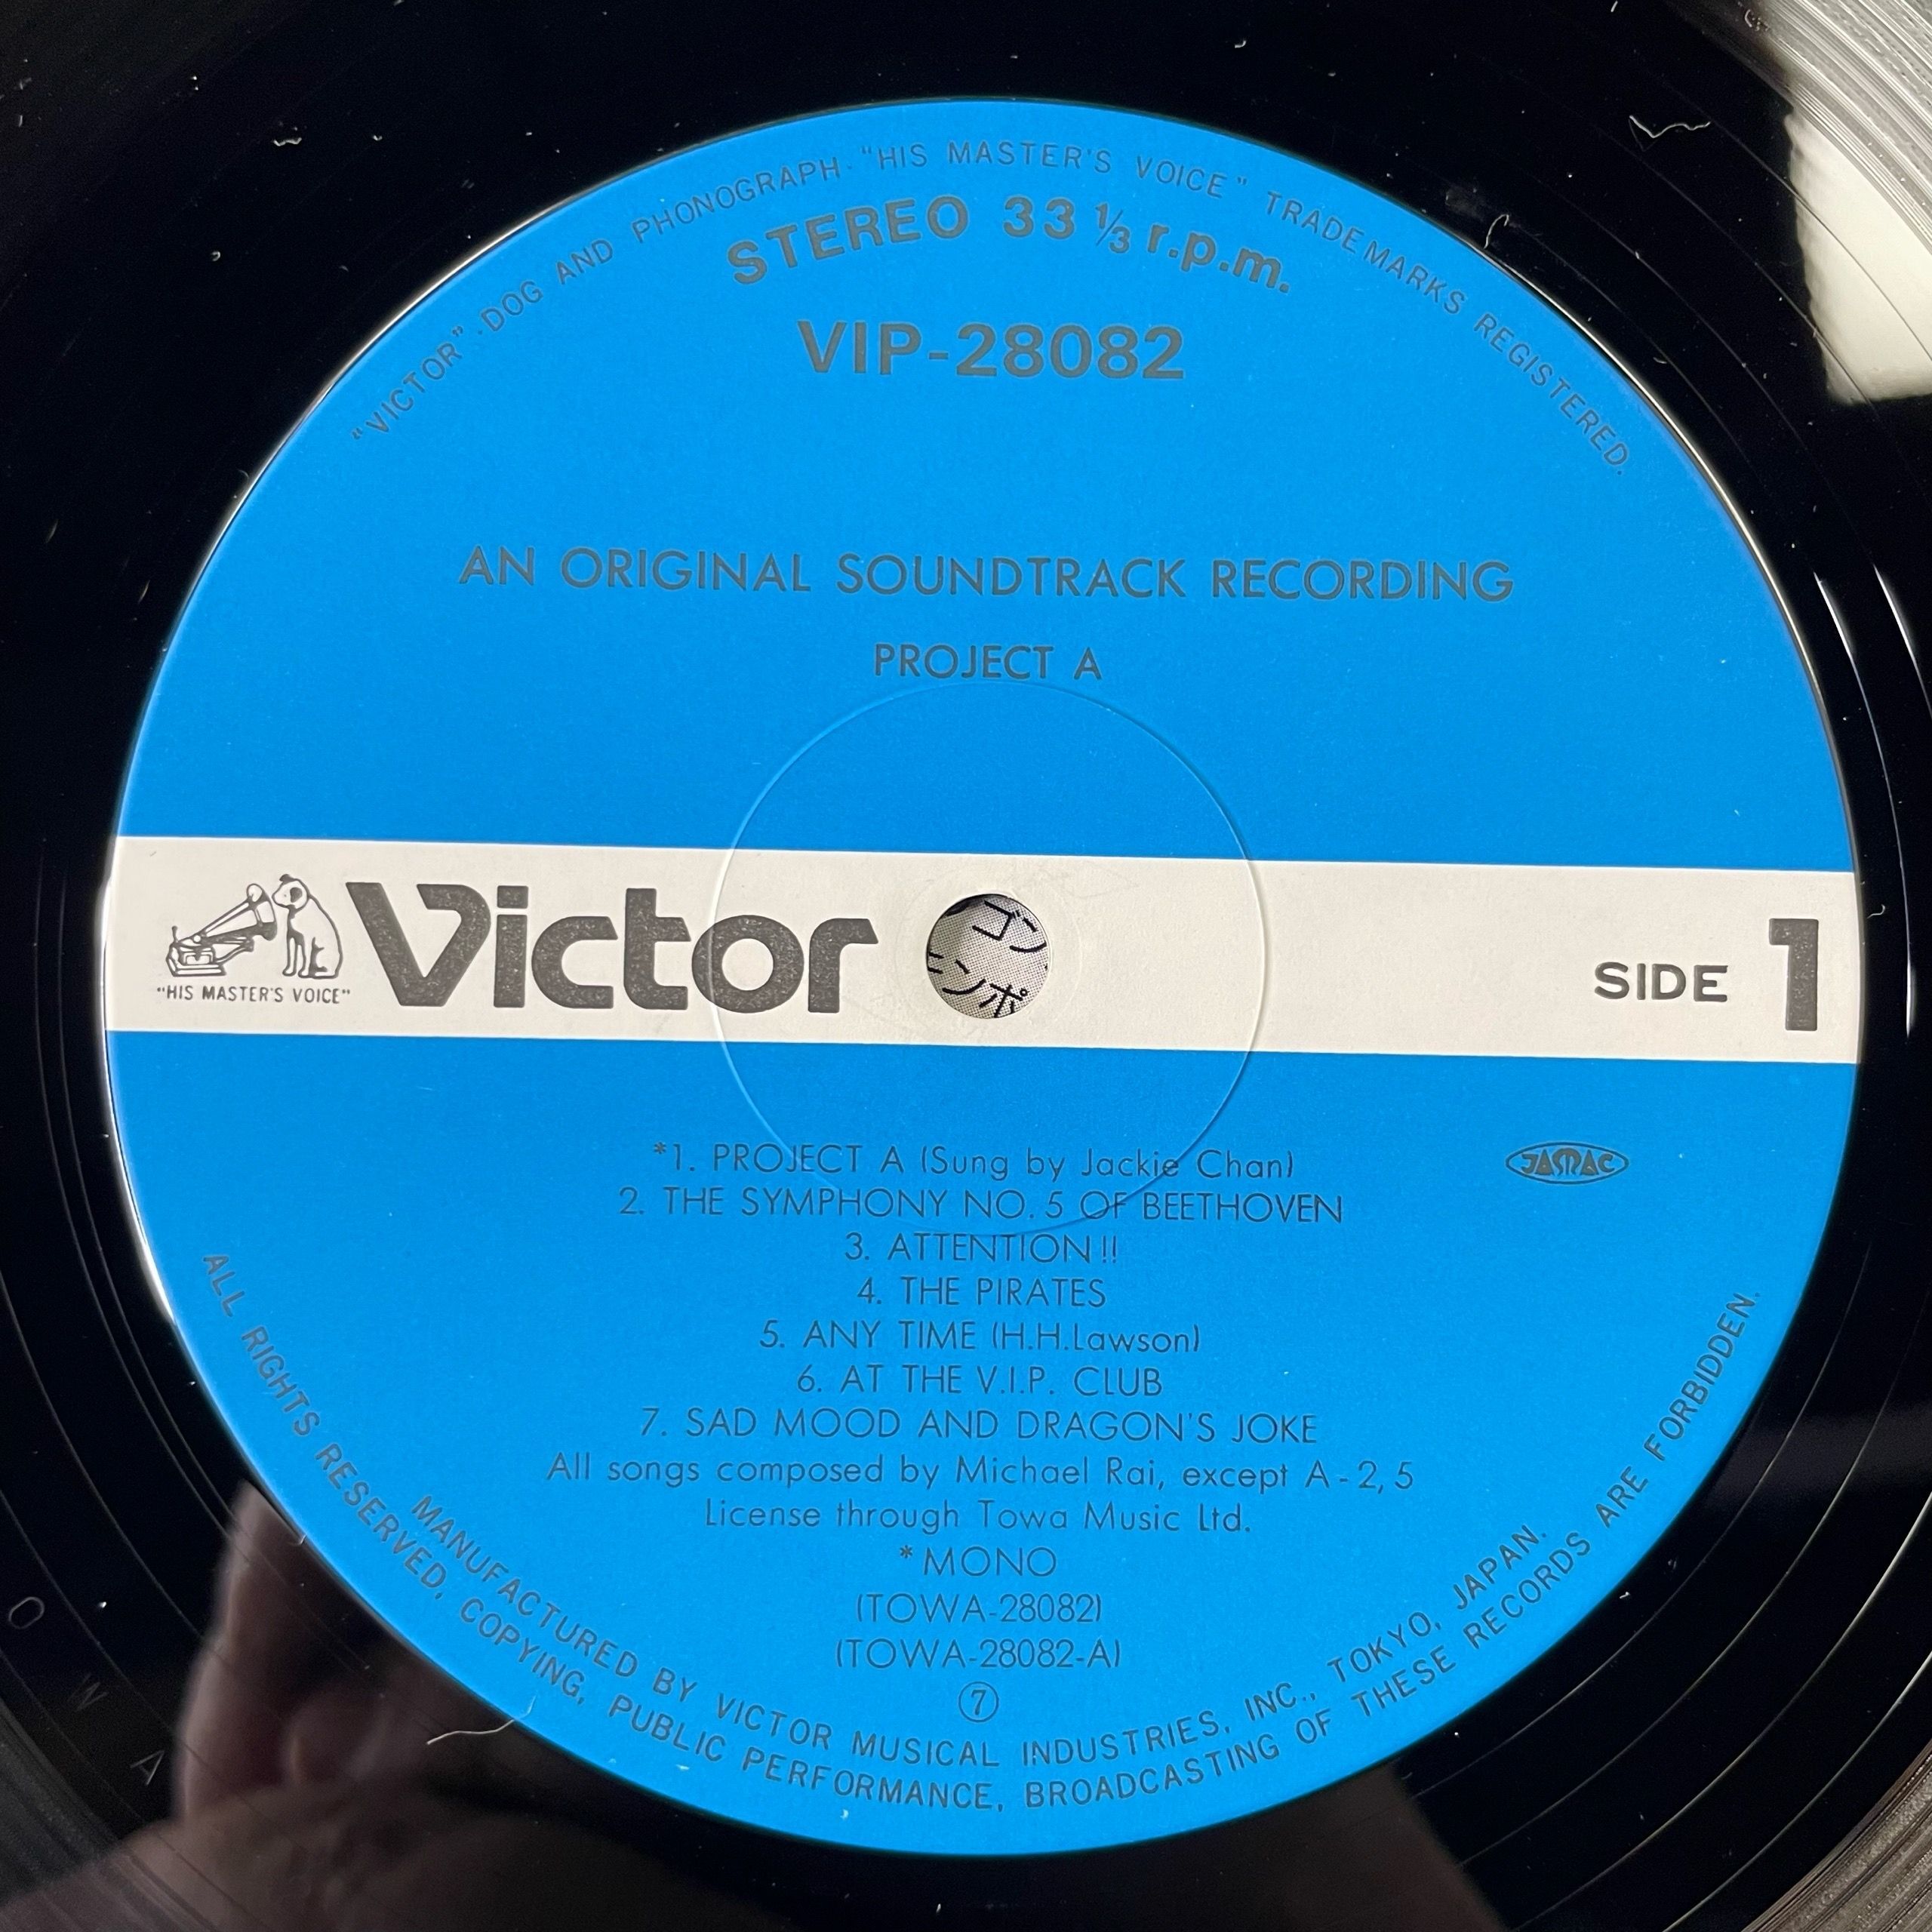 "VICTOR"·DOG AND PHONOGRAPH·"HIS MASTER'S VOICE" TRADE MARKS REGISTERED.
STEREO 33 1/3 r.p.m.
VIP-28082
AN ORIGINAL SOUNDTRACK RECORDING
PROJECT A
Victor
"HIS MASTER'S VOICE"
SIDE 1
*1. PROJECT A (Sung by Jackie Chan)
JASRAC
2. THE SYMPHONY NO. 5 OF BEETHOVEN
3. ATTENTION!!
4. THE PIRATES
5. ANY TIME (H.H.Lawson)
6. AT THE V.I.P. CLUB
7. SAD MOOD AND DRAGON'S JOKE
All songs composed by Michael Rai, except A-2, 5
License through Towa Music Ltd.
*MONO
(TOWA-28082)
(TOWA-28082-A)
⑦
MANUFACTURED BY VICTOR MUSICAL INDUSTRIES, INC., TOKYO, JAPAN.
ALL RIGHTS RESERVED, COPYING, PUBLIC PERFORMANCE, BROADCASTING OF THESE RECORDS ARE FORBIDDEN.